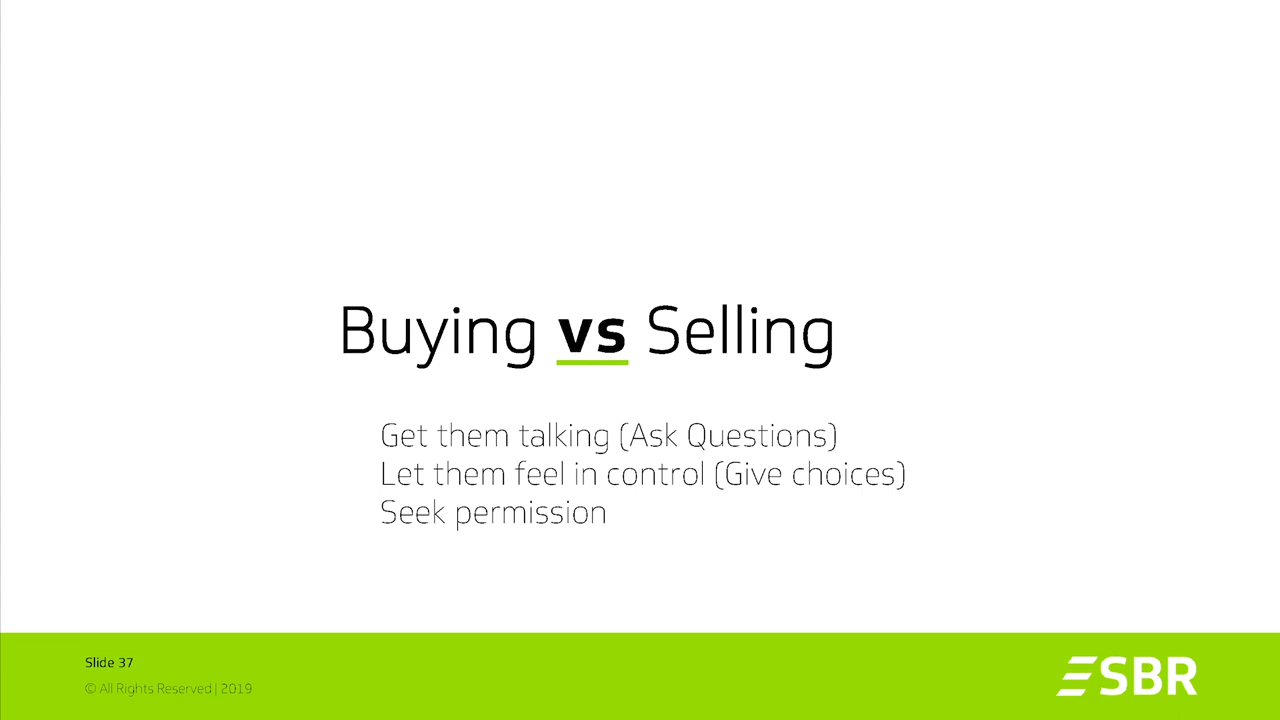 Buying vs Selling
Get them talking (Ask Questions)
Let them feel in control (Give choices)
Seek permission
Slide 37
© All Rights Reserved | 2019
SBR